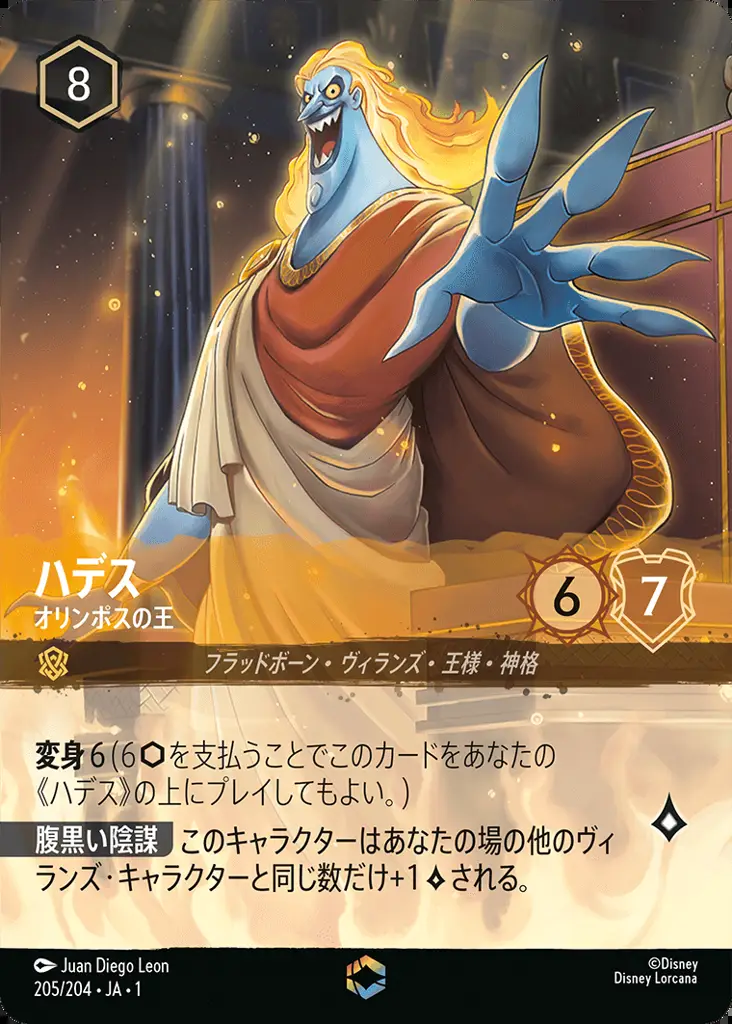 8
ハデス
オリンポスの王
6
7
フラッドボーン・ヴィランズ・王様・神格
変身 6 (6⬡を支払うことでこのカードをあなたの
《ハデス》の上にプレイしてもよい。)
腹黒い陰謀 このキャラクターはあなたの場の他のヴィ
ランズ·キャラクターと同じ数だけ+1⟡される。
Juan Diego Leon
205/204 • JA • 1
©Disney
Disney Lorcana